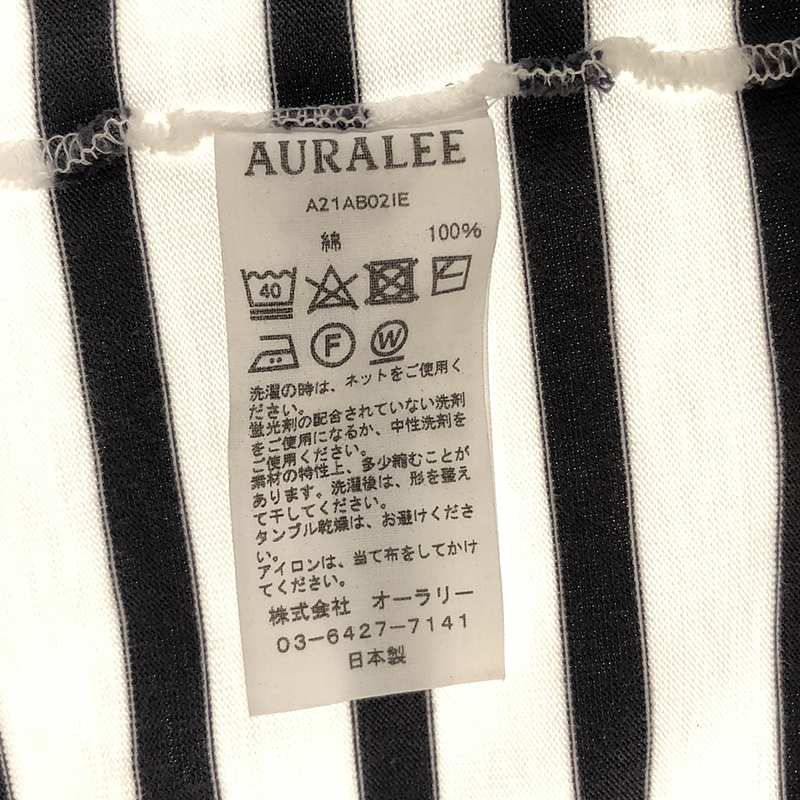 AURALEE
A21AB02IE
綿 100%
40
F
W
洗濯の時は、ネットをご使用く
ださい。
蛍光剤の配合されていない洗剤
をご使用になるか、中性洗剤を
ご使用ください。
素材の特性上、多少縮むことが
あります。洗濯後は、形を整え
て干してください。
タンブル乾燥は、お避けくださ
い。
アイロンは、当て布をしてかけ
てください。
株式会社 オーラリー
03-6427-7141
日本製